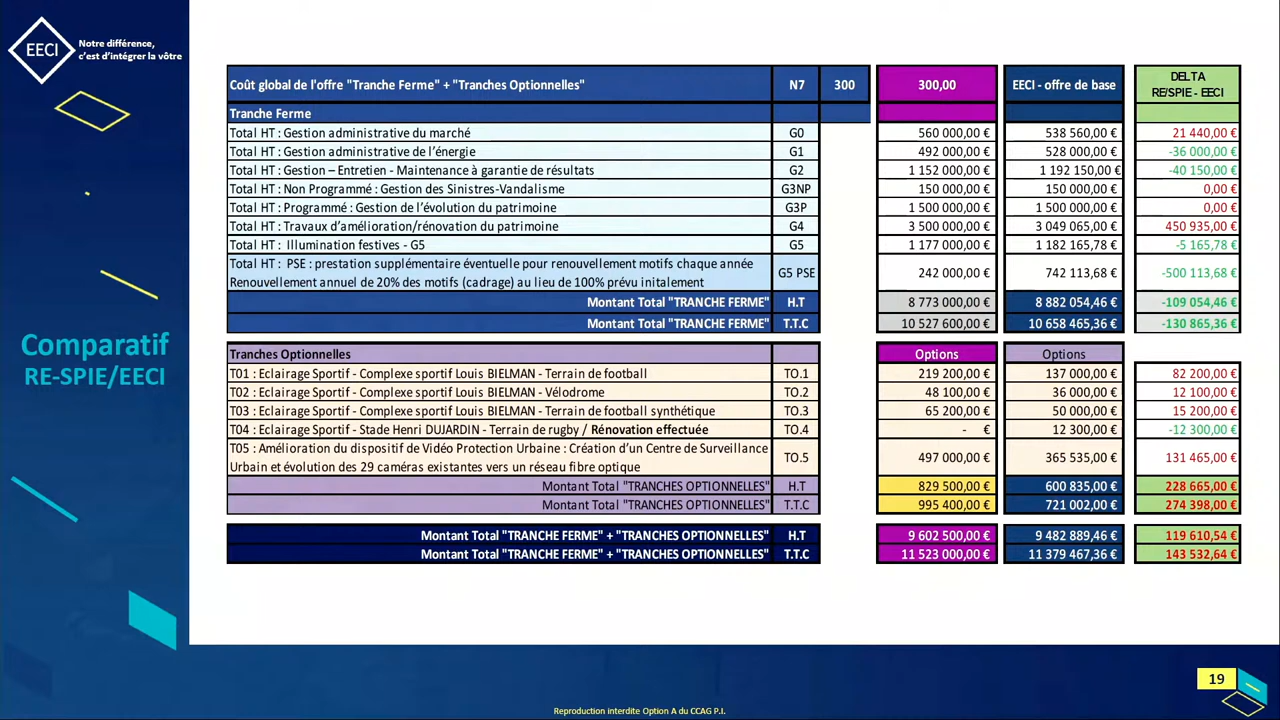 EECI
Notre différence,
c'est d'intégrer la vôtre
Comparatif
RE-SPIE/EECI
Coût global de l'offre "Tranche Ferme" + "Tranches Optionnelles" N7 300 300,00 EECI - offre de base DELTA
RE/SPIE - EECI
Tranche Ferme
Total HT : Gestion administrative du marché G0 560 000,00 € 538 560,00 € 21 440,00 €
Total HT : Gestion administrative de l'énergie G1 492 000,00 € 528 000,00 € -36 000,00 €
Total HT : Gestion – Entretien - Maintenance à garantie de résultats G2 1 152 000,00 € 1 192 150,00 € -40 150,00 €
Total HT : Non Programmé : Gestion des Sinistres-Vandalisme G3NP 150 000,00 € 150 000,00 € 0,00 €
Total HT : Programmé : Gestion de l'évolution du patrimoine G3P 1 500 000,00 € 1 500 000,00 € 0,00 €
Total HT : Travaux d'amélioration/rénovation du patrimoine G4 3 500 000,00 € 3 049 065,00 € 450 935,00 €
Total HT : Illumination festives - G5 G5 1 177 000,00 € 1 182 165,78 € -5 165,78 €
Total HT : PSE : prestation supplémentaire éventuelle pour renouvellement motifs chaque année
Renouvellement annuel de 20% des motifs (cadrage) au lieu de 100% prévu initalement G5 PSE 242 000,00 € 742 113,68 € -500 113,68 €
Montant Total "TRANCHE FERME" H.T 8 773 000,00 € 8 882 054,46 € -109 054,46 €
Montant Total "TRANCHE FERME" T.T.C 10 527 600,00 € 10 658 465,36 € -130 865,36 €
Tranches Optionnelles Options Options
T01 : Eclairage Sportif - Complexe sportif Louis BIELMAN - Terrain de football TO.1 219 200,00 € 137 000,00 € 82 200,00 €
T02 : Eclairage Sportif - Complexe sportif Louis BIELMAN - Vélodrome TO.2 48 100,00 € 36 000,00 € 12 100,00 €
T03 : Eclairage Sportif - Complexe sportif Louis BIELMAN - Terrain de football synthétique TO.3 65 200,00 € 50 000,00 € 15 200,00 €
T04 : Eclairage Sportif - Stade Henri DUJARDIN - Terrain de rugby / Rénovation effectuée TO.4 - € 12 300,00 € -12 300,00 €
T05 : Amélioration du dispositif de Vidéo Protection Urbaine : Création d'un Centre de Surveillance
Urbain et évolution des 29 caméras existantes vers un réseau fibre optique TO.5 497 000,00 € 365 535,00 € 131 465,00 €
Montant Total "TRANCHES OPTIONNELLES" H.T 829 500,00 € 600 835,00 € 228 665,00 €
Montant Total "TRANCHES OPTIONNELLES" T.T.C 995 400,00 € 721 002,00 € 274 398,00 €
Montant Total "TRANCHE FERME" + "TRANCHES OPTIONNELLES" H.T 9 602 500,00 € 9 482 889,46 € 119 610,54 €
Montant Total "TRANCHE FERME" + "TRANCHES OPTIONNELLES" T.T.C 11 523 000,00 € 11 379 467,36 € 143 532,64 €
19
Reproduction interdite Option A du CCAG P.I.